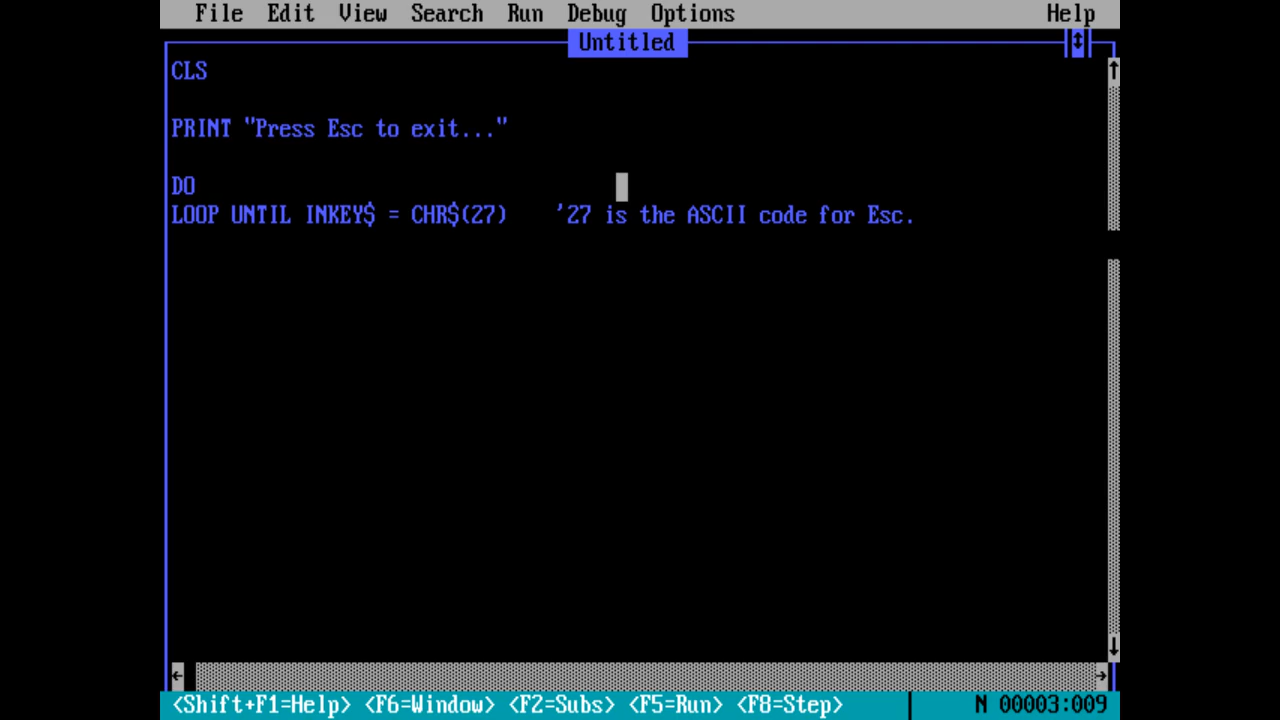 File Edit View Search Run Debug Options Help
Untitled
CLS
PRINT "Press Esc to exit..."
DO
LOOP UNTIL INKEY$ = CHR$(27) '27 is the ASCII code for Esc.
<Shift+F1=Help> <F6=Window> <F2=Subs> <F5=Run> <F8=Step> N 00003:009